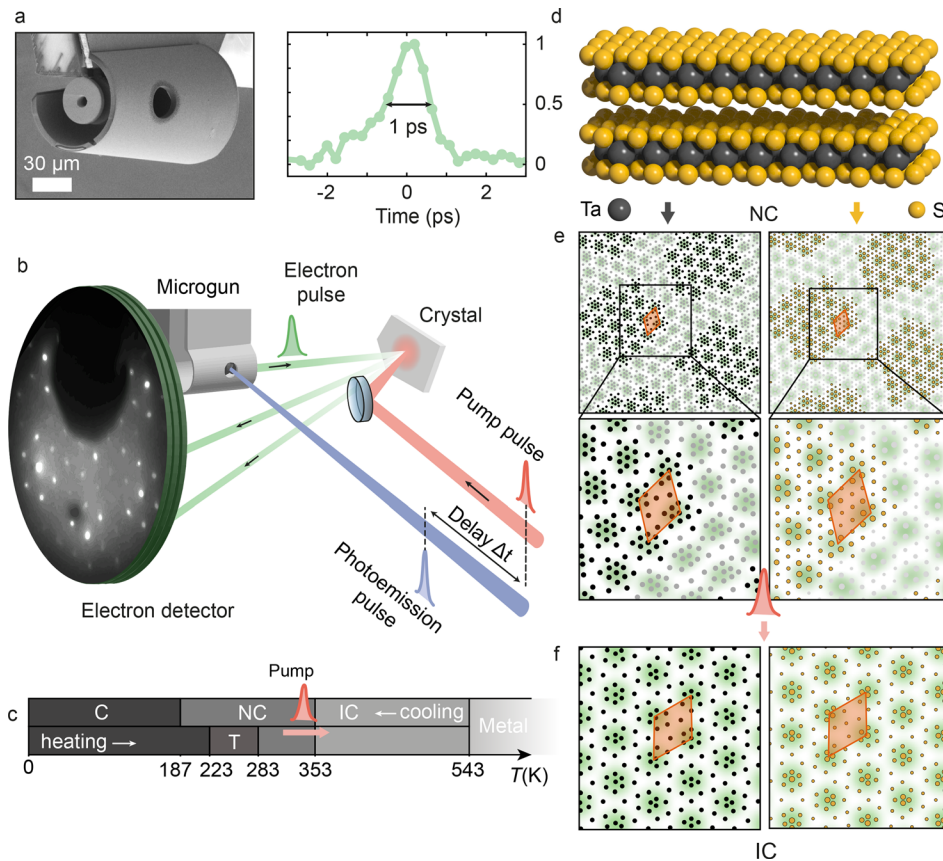 a
30 µm
1
0.5
0
1 ps
-2
0
2
Time (ps)
b
Microgun
Electron
pulse
Crystal
Pump pulse
Delay Δt
Photoemission
pulse
Electron detector
Pump
c
C
NC
IC
← cooling
Metal
heating →
T
0
187
223
283
353
543
T(K)
d
Ta
NC
S
e
f
IC